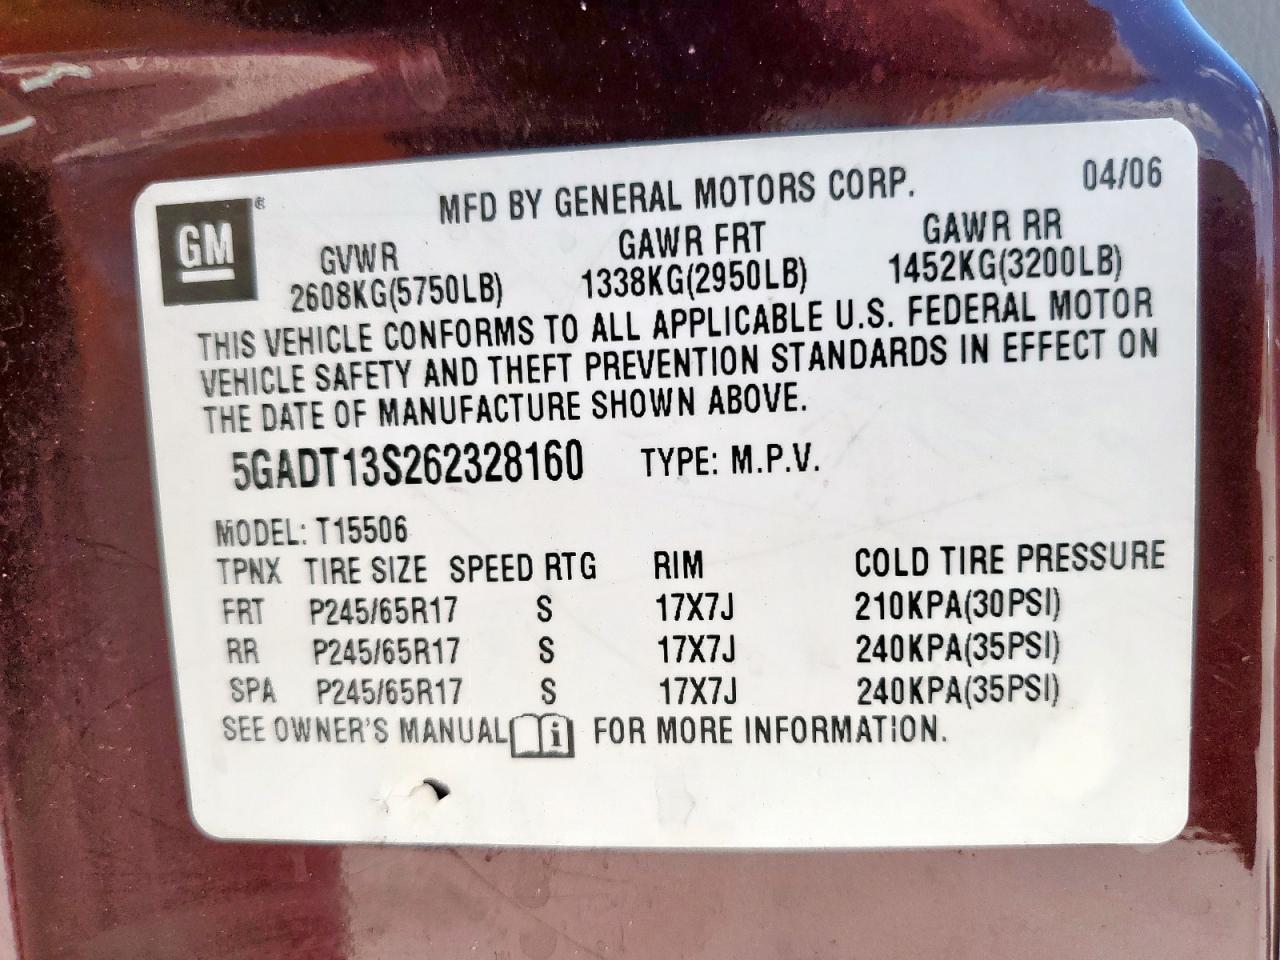 GM®
MFD BY GENERAL MOTORS CORP. 04/06
GVWR GAWR FRT GAWR RR
2608KG(5750LB) 1338KG(2950LB) 1452KG(3200LB)
THIS VEHICLE CONFORMS TO ALL APPLICABLE U.S. FEDERAL MOTOR
VEHICLE SAFETY AND THEFT PREVENTION STANDARDS IN EFFECT ON
THE DATE OF MANUFACTURE SHOWN ABOVE.
5GADT13S262328160 TYPE: M.P.V.
MODEL: T15506
TPNX TIRE SIZE SPEED RTG RIM COLD TIRE PRESSURE
FRT P245/65R17 S 17X7J 210KPA(30PSI)
RR P245/65R17 S 17X7J 240KPA(35PSI)
SPA P245/65R17 S 17X7J 240KPA(35PSI)
SEE OWNER'S MANUAL i FOR MORE INFORMATION.